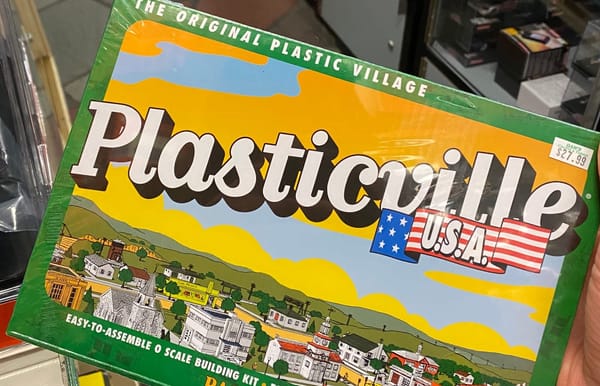 THE ORIGINAL PLASTIC VILLAGE
$27.99
Plasticville
®
U.S.A.
EASY-TO-ASSEMBLE O SCALE BUILDING KIT